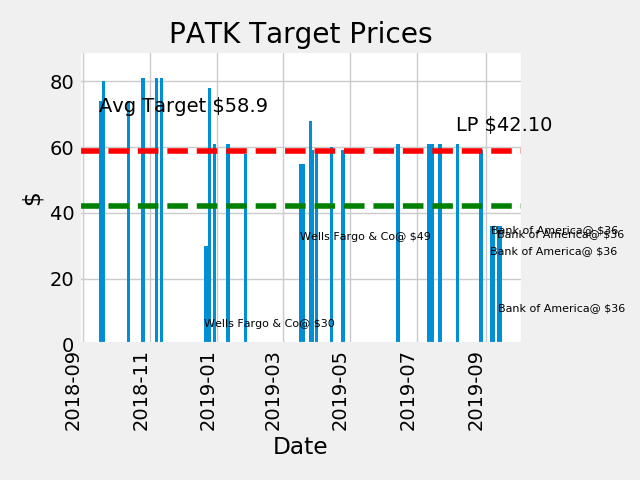 PATK Target Prices
80
Avg Target $58.9
LP $42.10
60
$
40
Bank of America@ $36
Bank of America@ $36
Wells Fargo & Co@ $49
Bank of America@ $36
20
Bank of America@ $36
Wells Fargo & Co@ $30
0
2018-09
2018-11
2019-01
2019-03
2019-05
2019-07
2019-09
Date